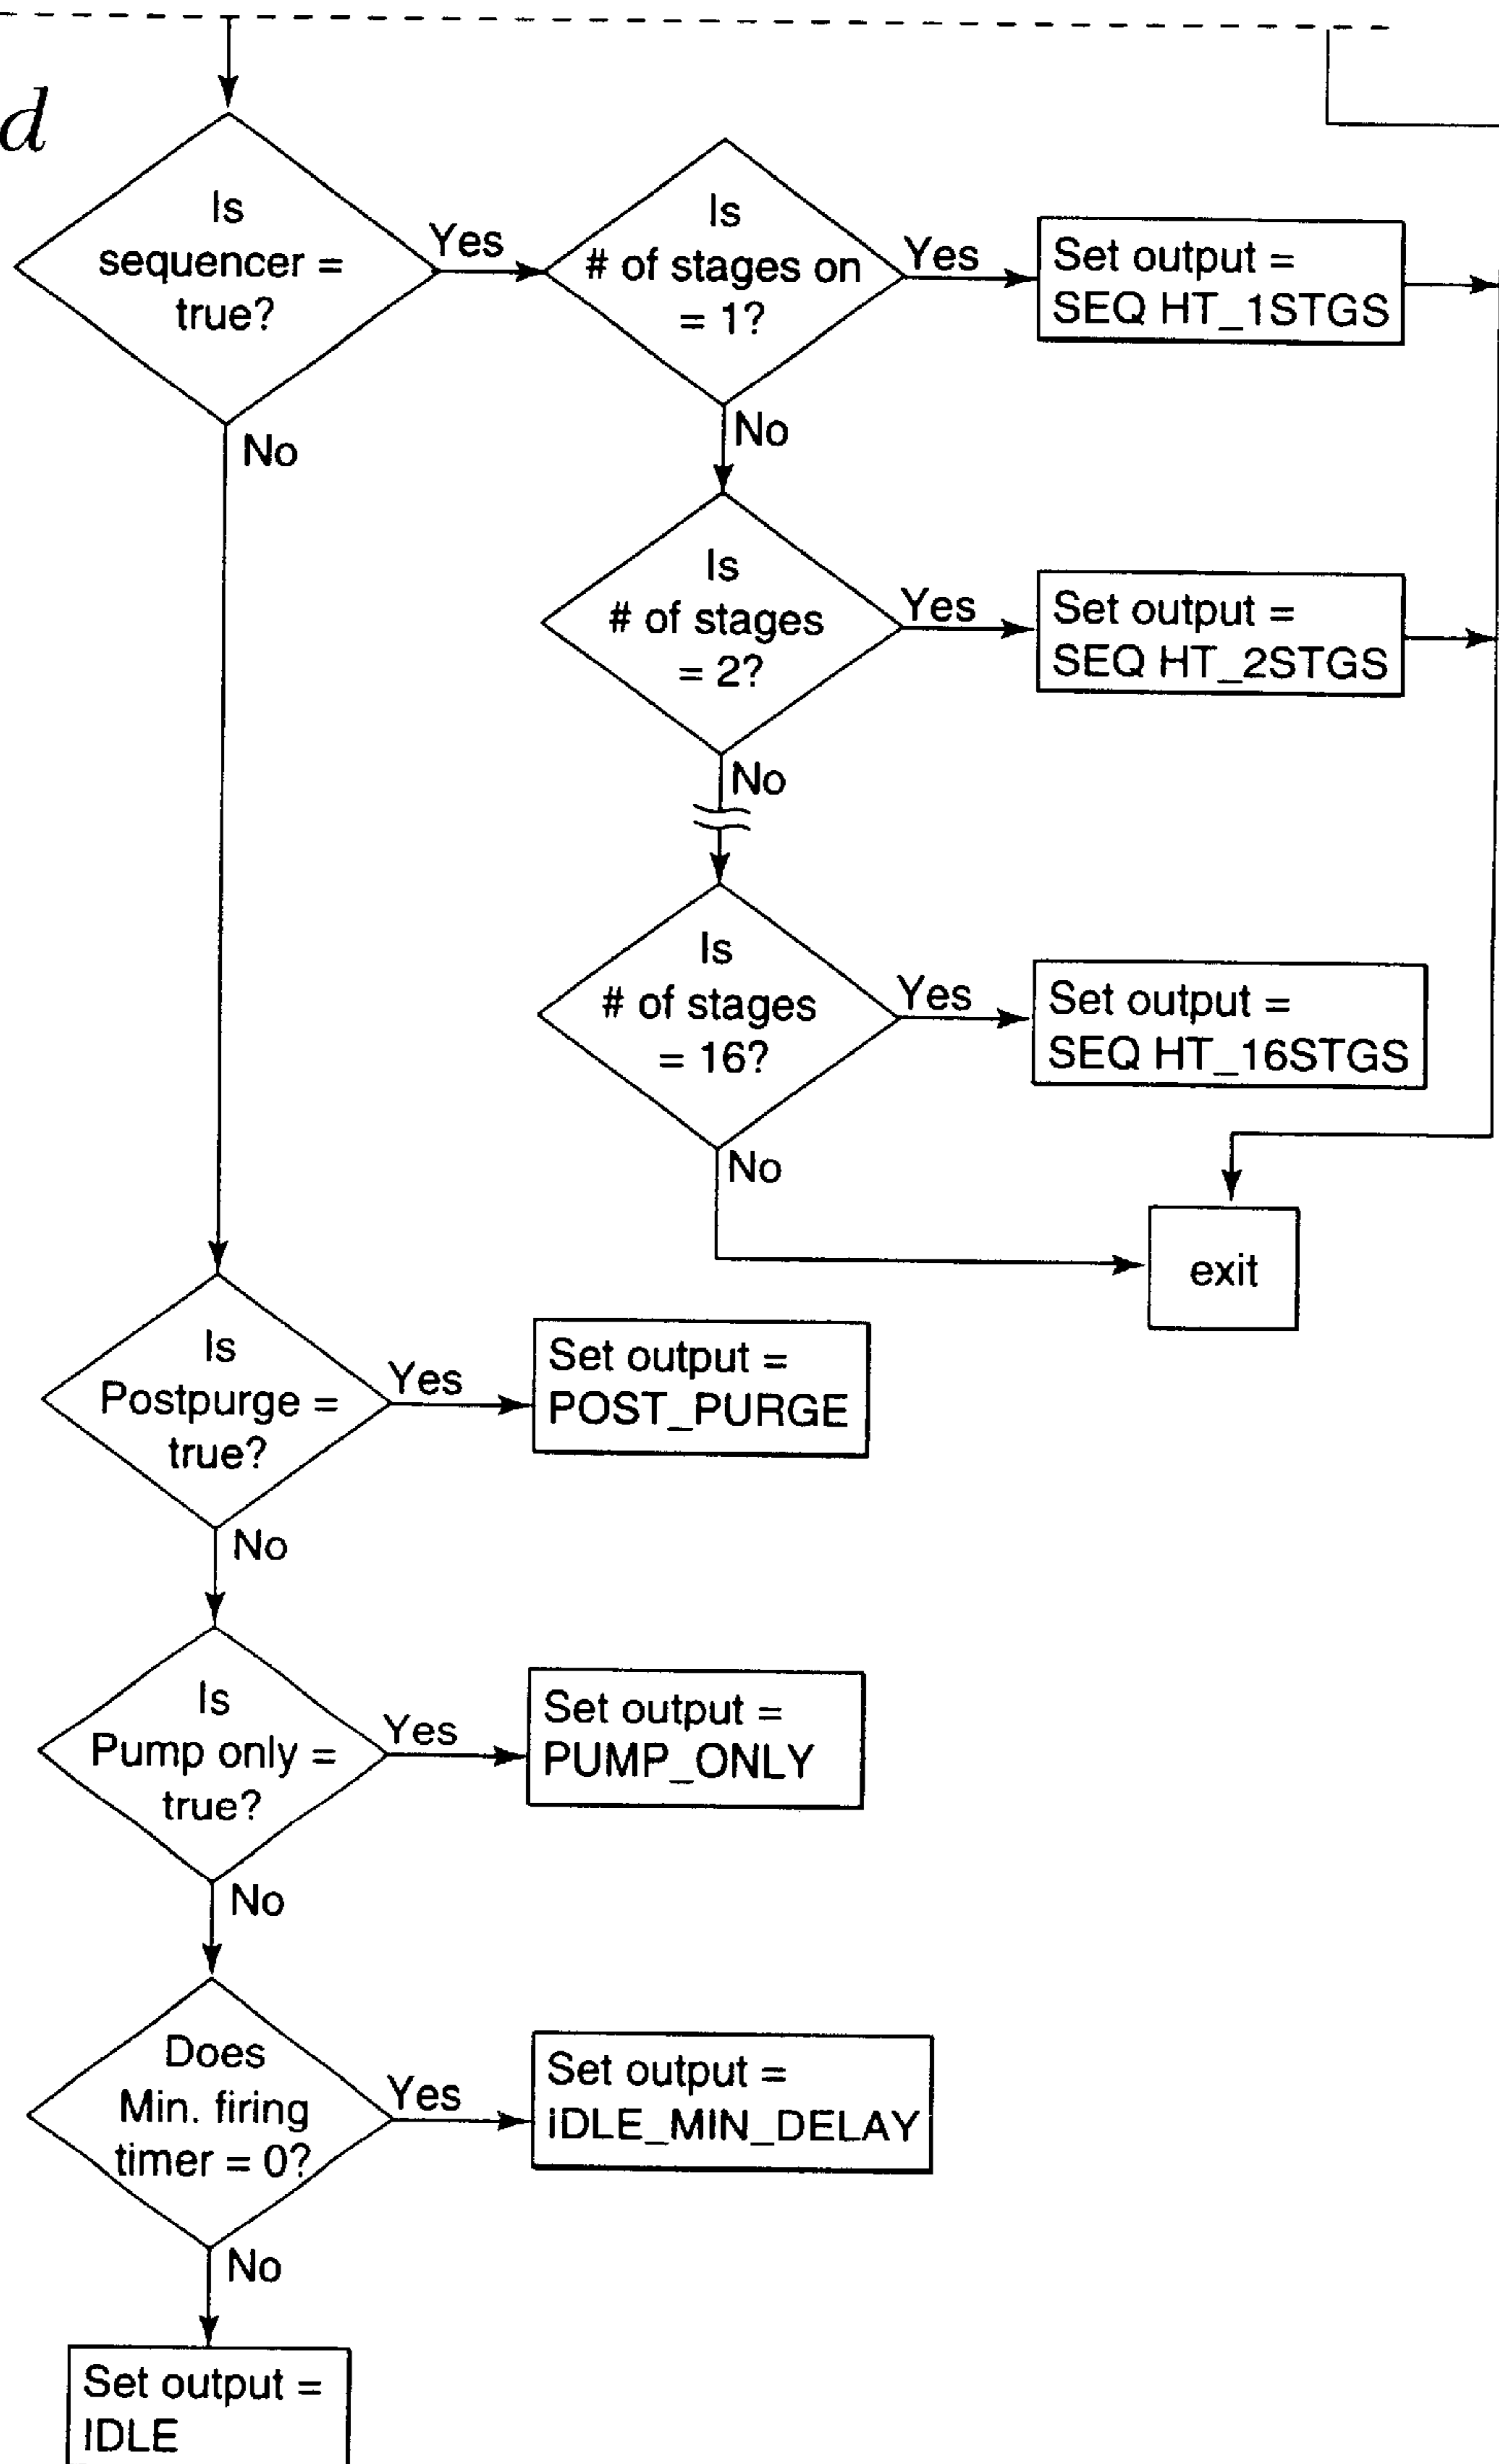 d
Is
sequencer =
true?
Yes
Is
# of stages on
= 1?
Yes
Set output =
SEQ HT_1STGS
No
No
Is
# of stages
= 2?
Yes
Set output =
SEQ HT_2STGS
No
Is
# of stages
= 16?
Yes
Set output =
SEQ HT_16STGS
No
exit
Is
Postpurge =
true?
Yes
Set output =
POST_PURGE
No
Is
Pump only =
true?
Yes
Set output =
PUMP_ONLY
No
Does
Min. firing
timer = 0?
Yes
Set output =
IDLE_MIN_DELAY
No
Set output =
IDLE